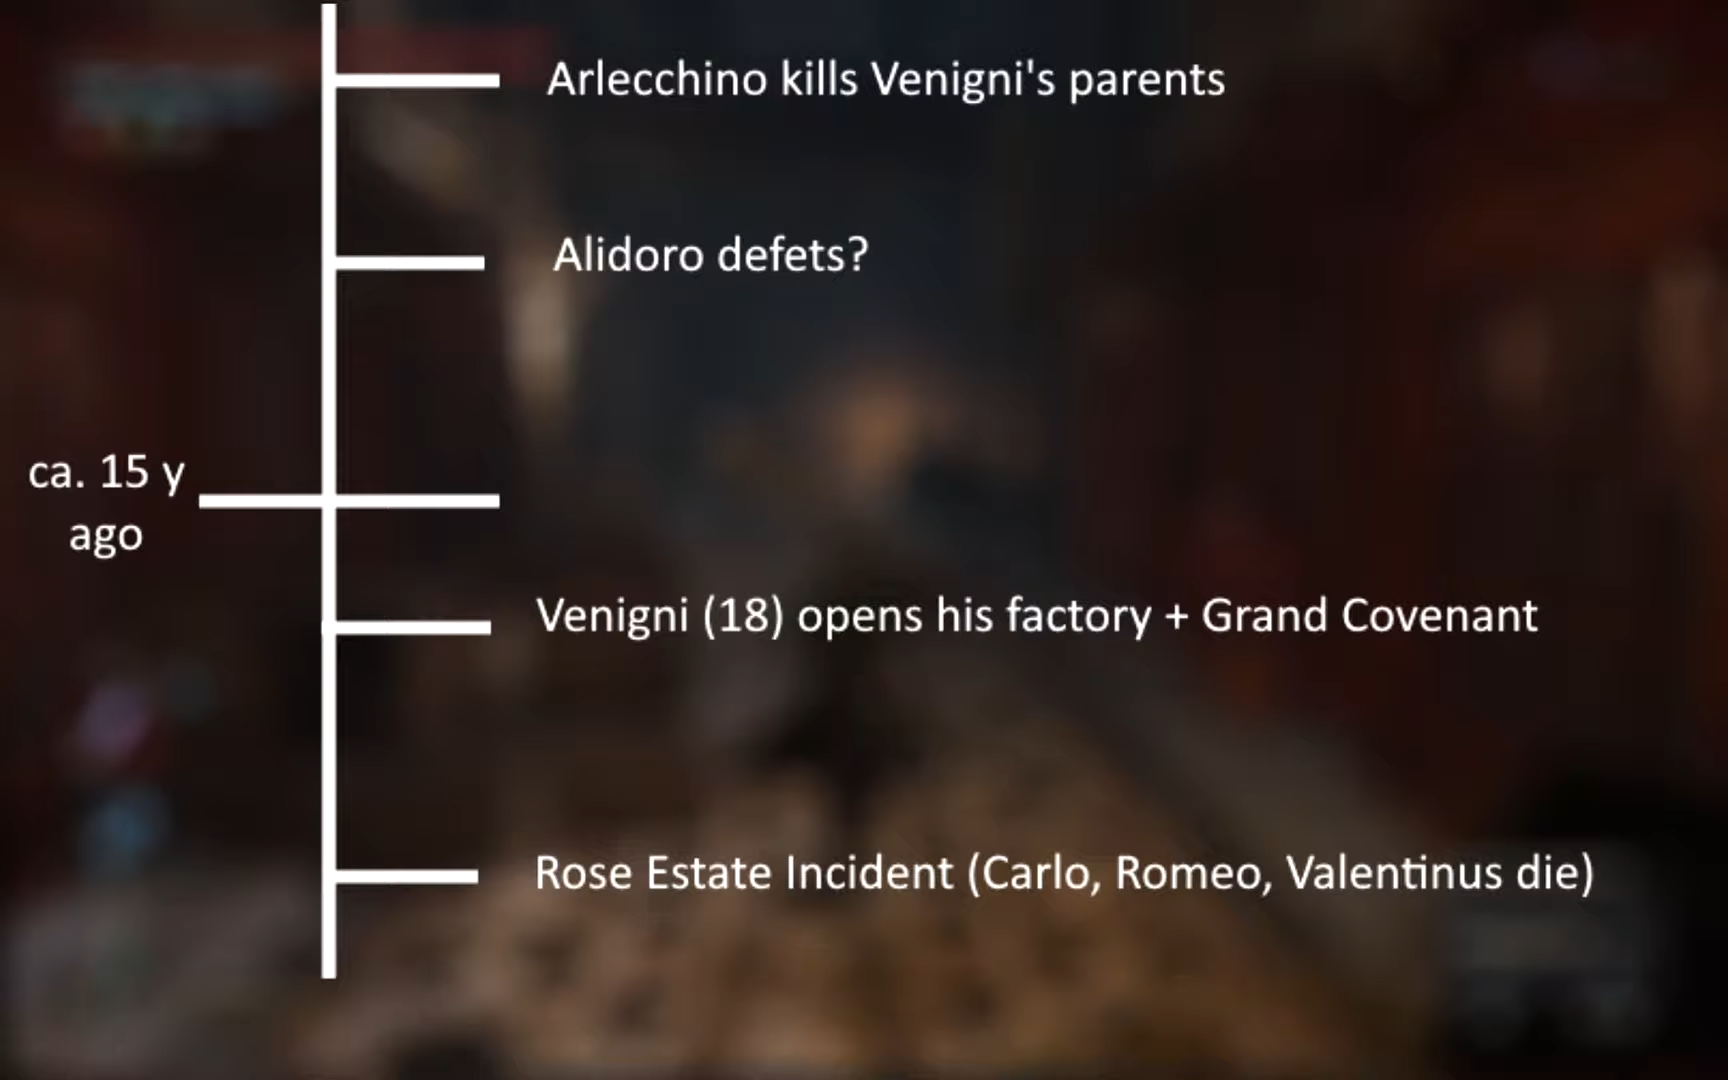 Arlecchino kills Venigni's parents
Alidoro defets?
ca. 15 y
ago
Venigni (18) opens his factory + Grand Covenant
Rose Estate Incident (Carlo, Romeo, Valentinus die)